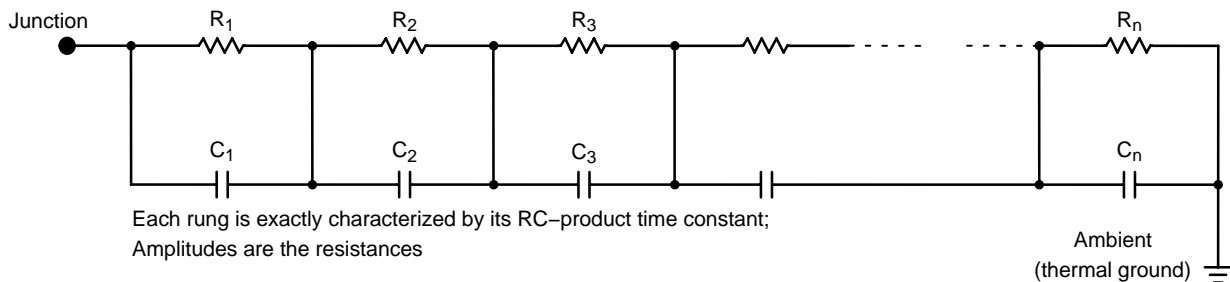 Junction
R1
R2
R3
Rn
C1
C2
C3
Cn
Each rung is exactly characterized by its RC−product time constant;
Amplitudes are the resistances
Ambient
(thermal ground)